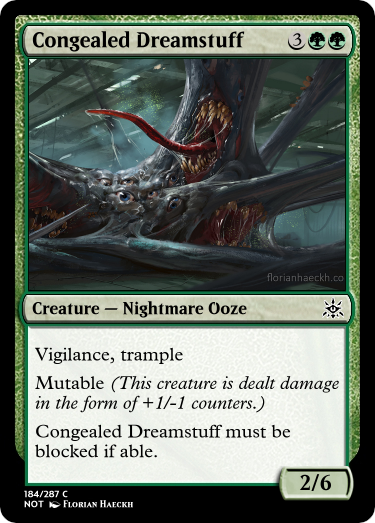 Congealed Dreamstuff 3
florianhaeckh.co
Creature — Nightmare Ooze
Vigilance, trample
Mutable (This creature is dealt damage
in the form of +1/-1 counters.)
Congealed Dreamstuff must be
blocked if able.
2/6
184/287 C
NOT Florian Haeckh